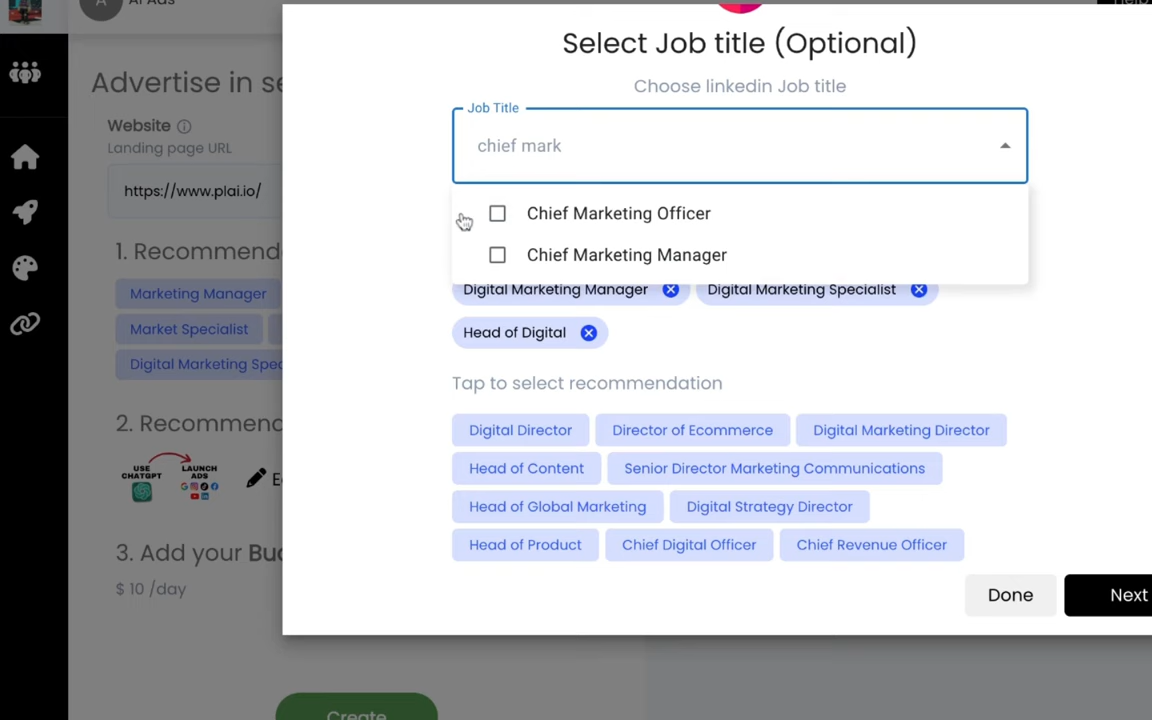 AI Ads
A
Help
Advertise in se
Website
Landing page URL
https://www.plai.io/
1. Recommend
Marketing Manager
Market Specialist
Digital Marketing Spec
2. Recommend
USE CHATGPT
LAUNCH ADS
E
3. Add your Bu
$ 10 /day
Create
Select Job title (Optional)
Choose linkedin Job title
Job Title
chief mark
Chief Marketing Officer
Chief Marketing Manager
Digital Marketing Manager
Digital Marketing Specialist
Head of Digital
Tap to select recommendation
Digital Director
Director of Ecommerce
Digital Marketing Director
Head of Content
Senior Director Marketing Communications
Head of Global Marketing
Digital Strategy Director
Head of Product
Chief Digital Officer
Chief Revenue Officer
Done
Next